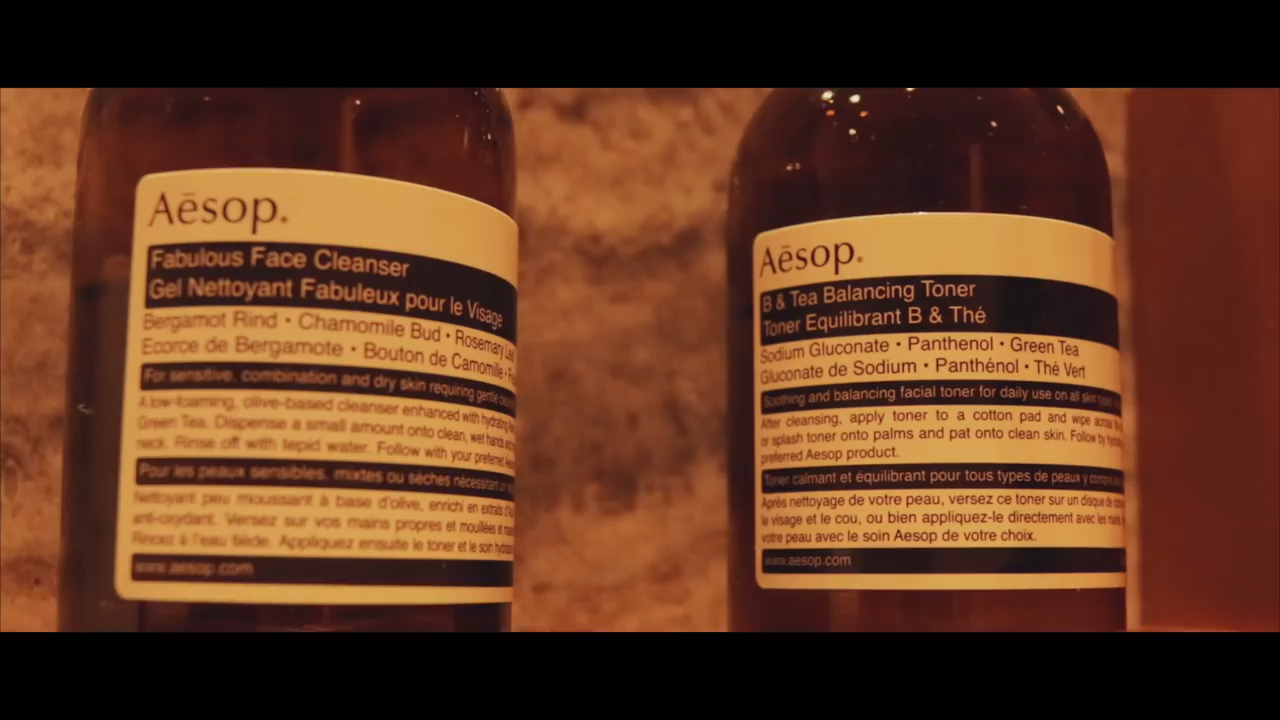 Aēsop.
Fabulous Face Cleanser
Gel Nettoyant Fabuleux pour le Visage
Bergamot Rind • Chamomile Bud • Rosemary
Ecorce de Bergamote • Bouton de Camomille •
For sensitive, combination and dry skin requiring gentle
A low-foaming, olive-based cleanser enhanced with hydrating
Green Tea. Dispense a small amount onto clean, wet hands
neck. Rinse off with tepid water. Follow with your preferred
Pour les peaux sensibles, mixtes ou sèches nécessitant
Nettoyant peu moussant à base d'olive, enrichi en extraits
anti-oxydant. Versez sur vos mains propres et mouillées et
Rincez à l'eau tiède. Appliquez ensuite le toner et le soin
www.aesop.com
Aēsop.
B & Tea Balancing Toner
Toner Equilibrant B & Thé
Sodium Gluconate • Panthenol • Green Tea
Gluconate de Sodium • Panthénol • Thé Vert
Soothing and balancing facial toner for daily use on all skin
After cleansing, apply toner to a cotton pad and wipe across
or splash toner onto palms and pat onto clean skin. Follow by
preferred Aesop product.
Toner calmant et équilibrant pour tous types de peaux y
Après nettoyage de votre peau, versez ce toner sur un disque de
le visage et le cou, ou bien appliquez-le directement avec les mains
votre peau avec le soin Aesop de votre choix.
www.aesop.com